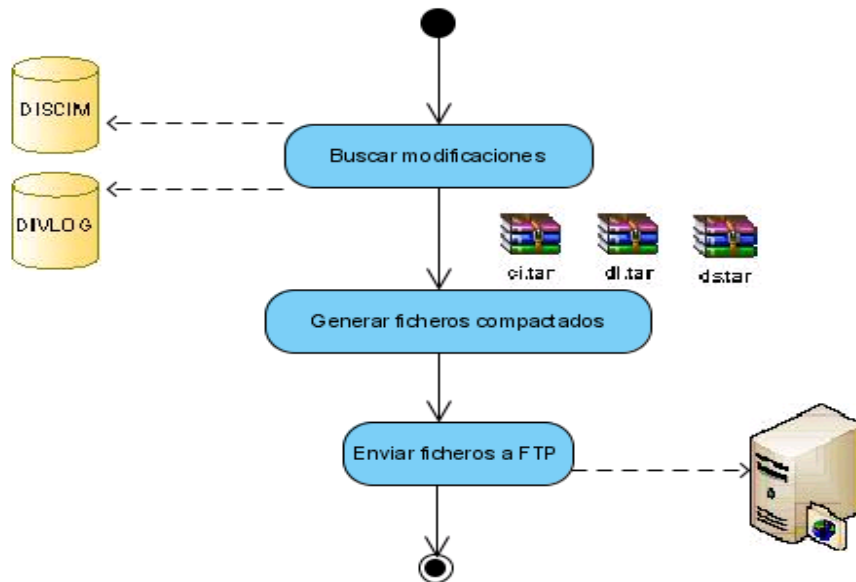 DISCIM
Buscar modificaciones
DIVLOG
ci.tar dl.tar ds.tar
Generar ficheros compactados
Enviar ficheros a FTP